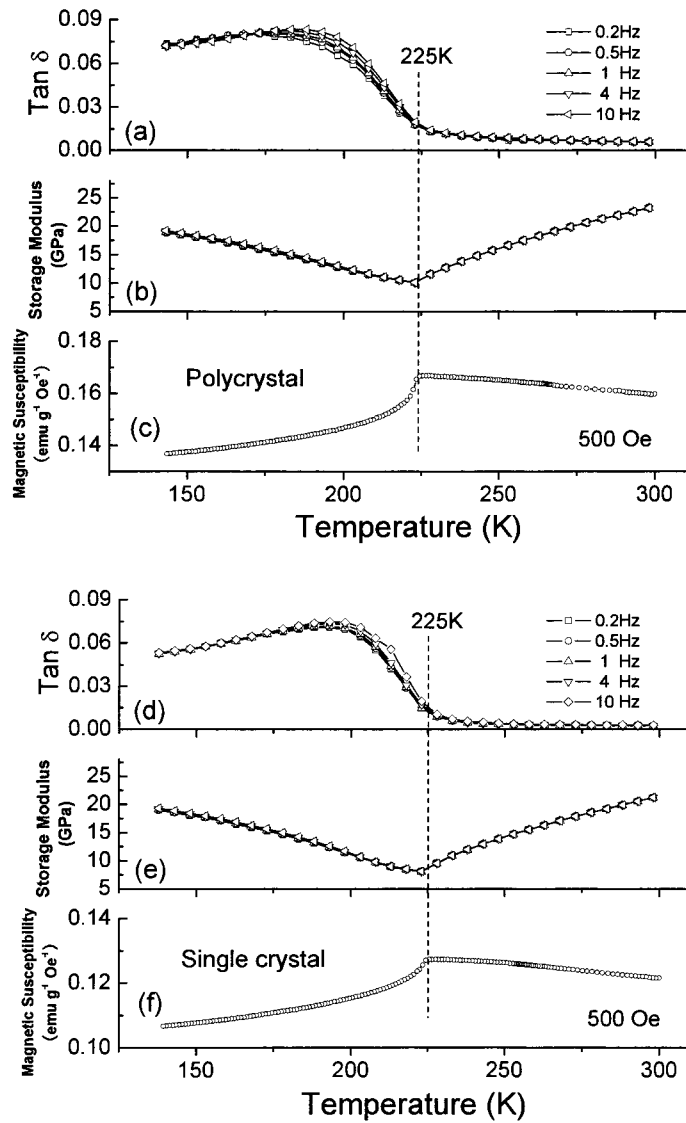 0.09
0.06
0.03
0.00
Tan δ
(a)
225K
0.2Hz
0.5Hz
1 Hz
4 Hz
10 Hz
25
20
15
10
5
Storage Modulus
(GPa)
(b)
0.18
0.16
0.14
Magnetic Susceptibility
(emu g⁻¹ Oe⁻¹)
Polycrystal
(c)
500 Oe
150 200 250 300
Temperature (K)
0.09
0.06
0.03
0.00
Tan δ
(d)
225K
0.2Hz
0.5Hz
1 Hz
4 Hz
10 Hz
25
20
15
10
5
Storage Modulus
(GPa)
(e)
0.14
0.12
0.10
Magnetic Susceptibility
(emu g⁻¹ Oe⁻¹)
Single crystal
(f)
500 Oe
150 200 250 300
Temperature (K)